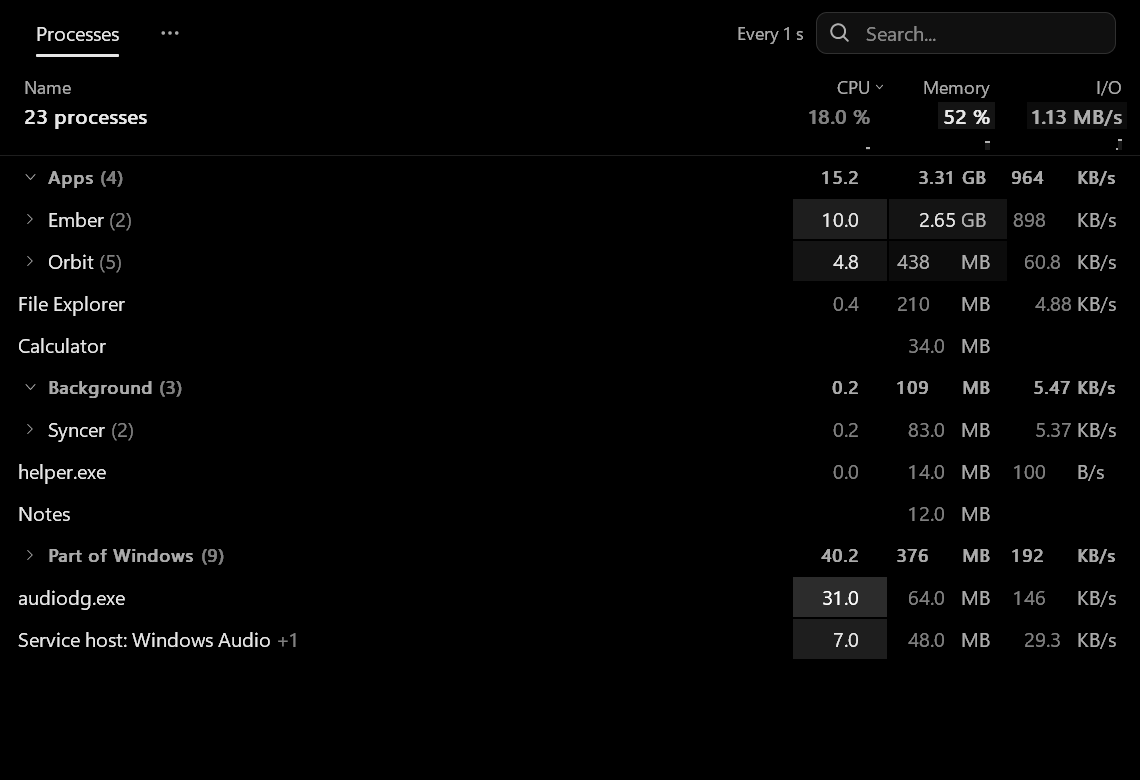 Processes ··· Every 1 s Search...
Name CPU Memory I/O
23 processes 18.0 % 52 % 1.13 MB/s
Apps (4) 15.2 3.31 GB 964 KB/s
Ember (2) 10.0 2.65 GB 898 KB/s
Orbit (5) 4.8 438 MB 60.8 KB/s
File Explorer 0.4 210 MB 4.88 KB/s
Calculator 34.0 MB
Background (3) 0.2 109 MB 5.47 KB/s
Syncer (2) 0.2 83.0 MB 5.37 KB/s
helper.exe 0.0 14.0 MB 100 B/s
Notes 12.0 MB
Part of Windows (9) 40.2 376 MB 192 KB/s
audiodg.exe 31.0 64.0 MB 146 KB/s
Service host: Windows Audio +1 7.0 48.0 MB 29.3 KB/s